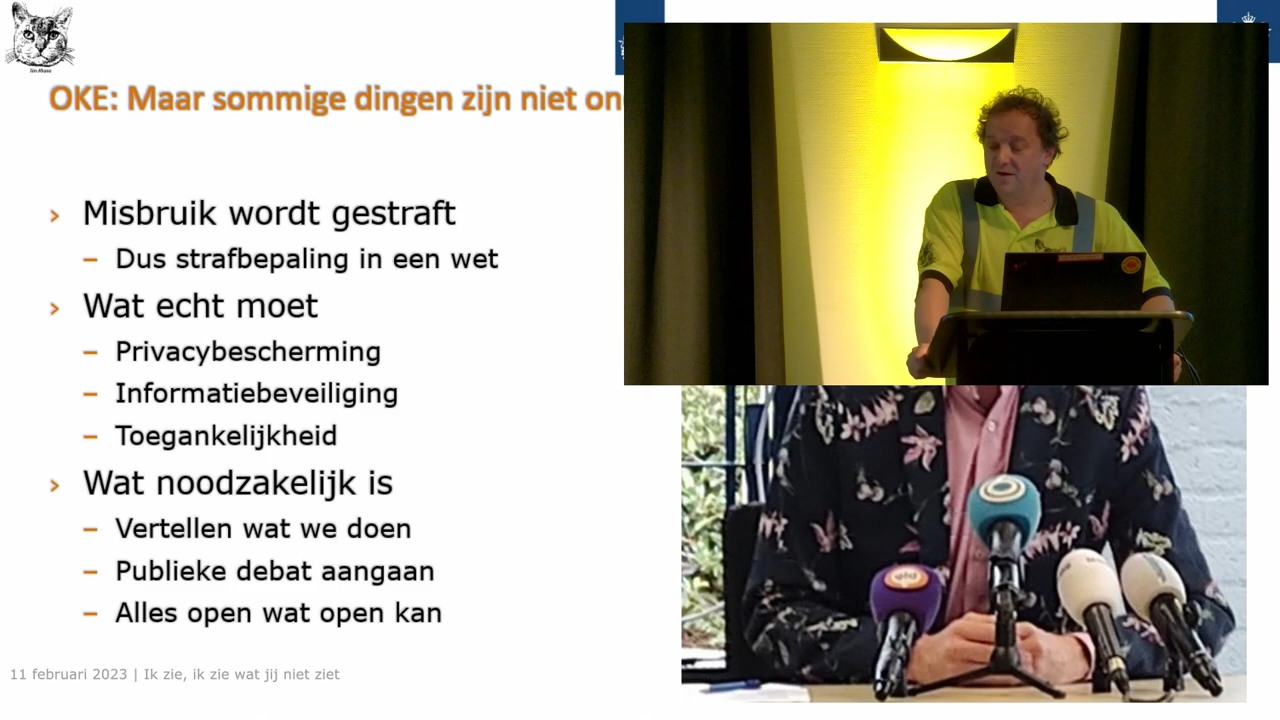 OKE: Maar sommige dingen zijn niet on
› Misbruik wordt gestraft
– Dus strafbepaling in een wet
› Wat echt moet
– Privacybescherming
– Informatiebeveiliging
– Toegankelijkheid
› Wat noodzakelijk is
– Vertellen wat we doen
– Publieke debat aangaan
– Alles open wat open kan
11 februari 2023 | Ik zie, ik zie wat jij niet ziet